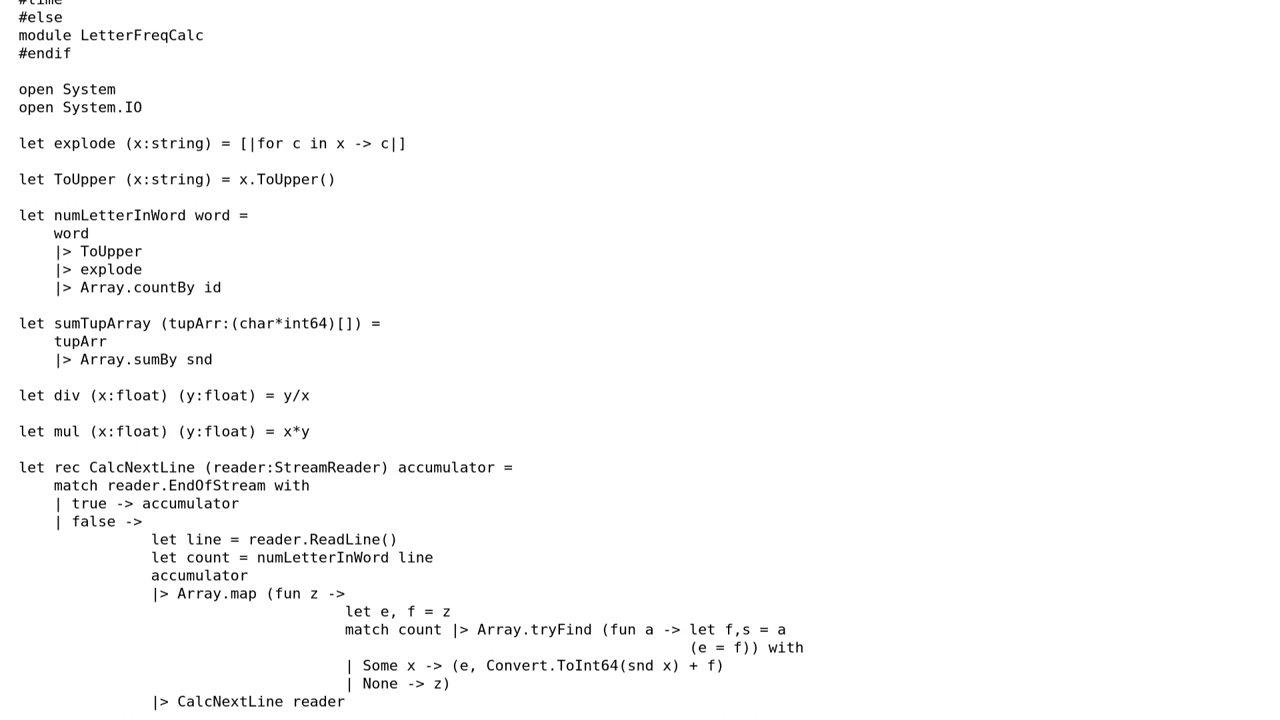 #time
#else
module LetterFreqCalc
#endif
open System
open System.IO
let explode (x:string) = [|for c in x -> c|]
let ToUpper (x:string) = x.ToUpper()
let numLetterInWord word =
    word
    |> ToUpper
    |> explode
    |> Array.countBy id
let sumTupArray (tupArr:(char*int64)[]) =
    tupArr
    |> Array.sumBy snd
let div (x:float) (y:float) = y/x
let mul (x:float) (y:float) = x*y
let rec CalcNextLine (reader:StreamReader) accumulator =
    match reader.EndOfStream with
    | true -> accumulator
    | false ->
               let line = reader.ReadLine()
               let count = numLetterInWord line
               accumulator
               |> Array.map (fun z ->
                                     let e, f = z
                                     match count |> Array.tryFind (fun a -> let f,s = a
                                                                            (e = f)) with
                                     | Some x -> (e, Convert.ToInt64(snd x) + f)
                                     | None -> z)
               |> CalcNextLine reader